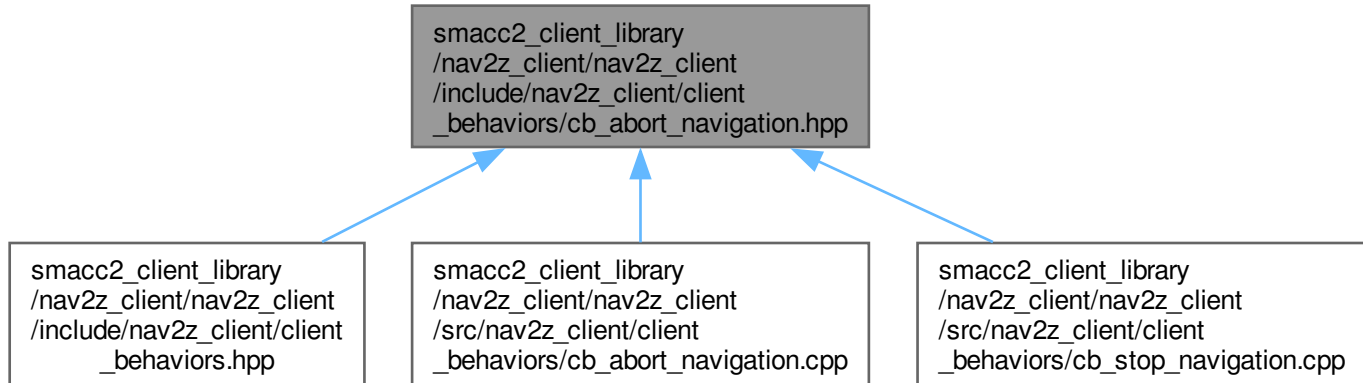 smacc2_client_library
/nav2z_client/nav2z_client
/include/nav2z_client/client
_behaviors/cb_abort_navigation.hpp
smacc2_client_library
/nav2z_client/nav2z_client
/include/nav2z_client/client
_behaviors.hpp
smacc2_client_library
/nav2z_client/nav2z_client
/src/nav2z_client/client
_behaviors/cb_abort_navigation.cpp
smacc2_client_library
/nav2z_client/nav2z_client
/src/nav2z_client/client
_behaviors/cb_stop_navigation.cpp